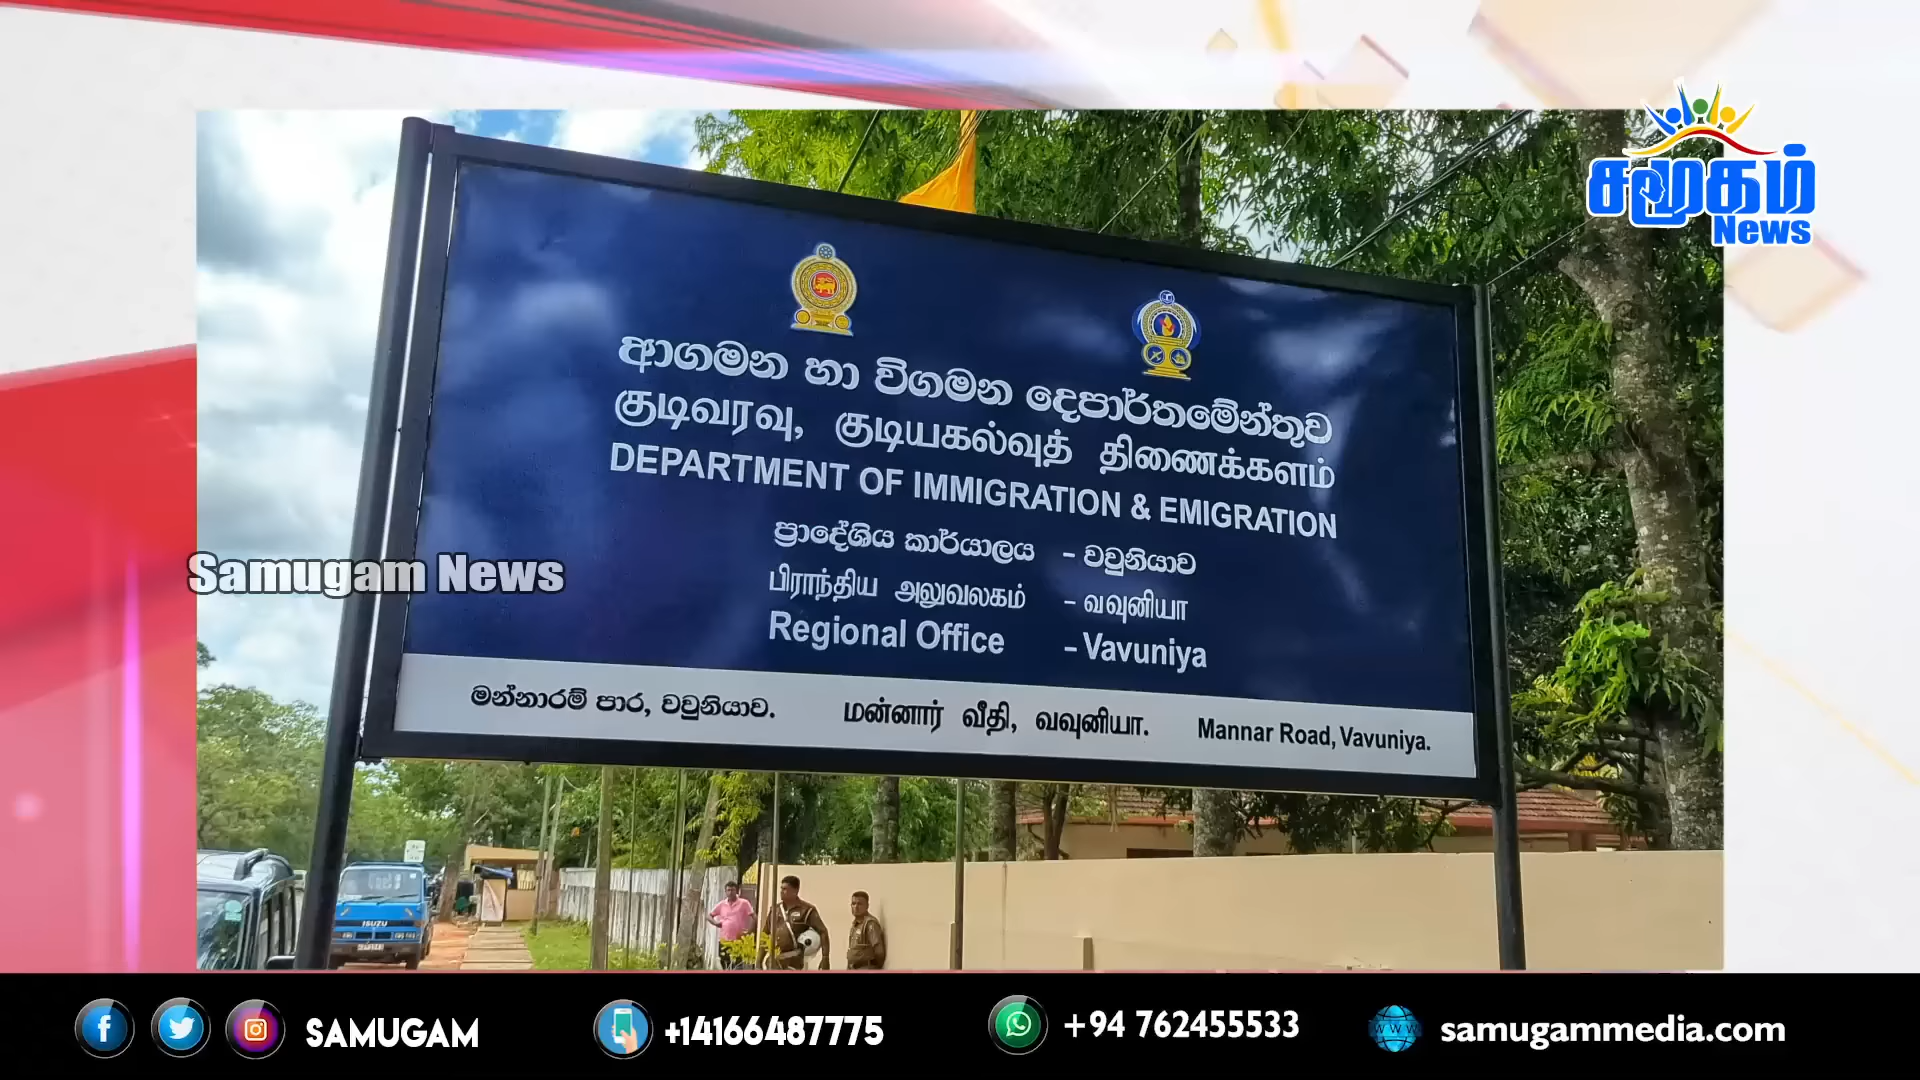 சமூகம்
News
ආගමන හා විගමන දෙපාර්තමේන්තුව
குடிவரவு, குடியகல்வுத் திணைக்களம்
DEPARTMENT OF IMMIGRATION & EMIGRATION
ප්‍රාදේශිය කාර්යාලය - වවුනියාව
பிராந்திய அலுவலகம் - வவுனியா
Regional Office - Vavuniya
Samugam News
මන්නාරම් පාර, වවුනියාව. மன்னார் வீதி, வவுனியா. Mannar Road, Vavuniya.
ISUZU
SAMUGAM +14166487775 +94 762455533 samugammedia.com